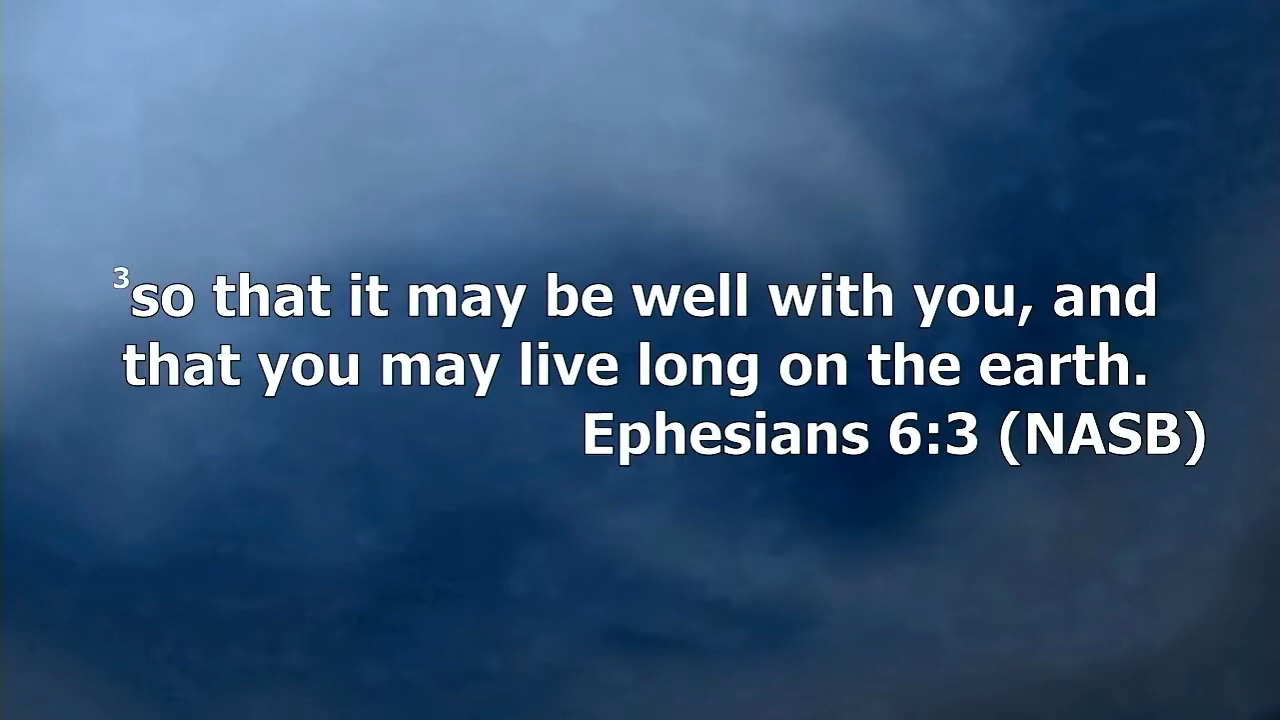 ³so that it may be well with you, and
that you may live long on the earth.
Ephesians 6:3 (NASB)